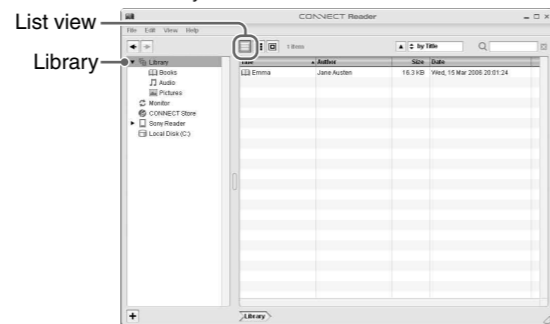 List view
CONNECT Reader
File Edit View Help
1 Items
by Title
Library
Library
Title Author Size Date
Books
Emma Jane Austen 16.3 KB Wed, 15 Mar 2006 20:01:24
Audio
Pictures
Monitor
CONNECT Store
Sony Reader
Local Disk (C:)
Library